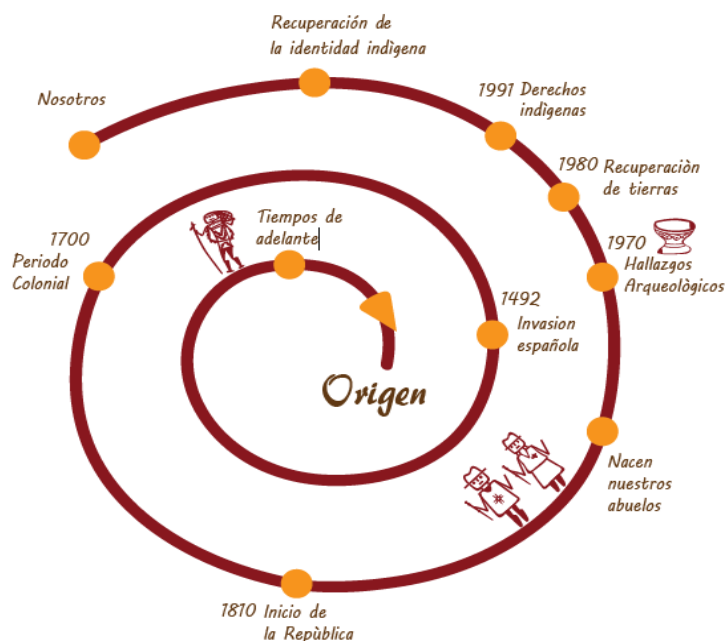 Recuperación de
la identidad indìgena
Nosotros
1991 Derechos
indìgenas
1980 Recuperaciòn
de tierras
1970 Hallazgos
Arqueològicos
Tiempos de
adelante
1700
Periodo
Colonial
1492
Invasion
española
Origen
Nacen
nuestros
abuelos
1810 Inicio de
la Repùblica